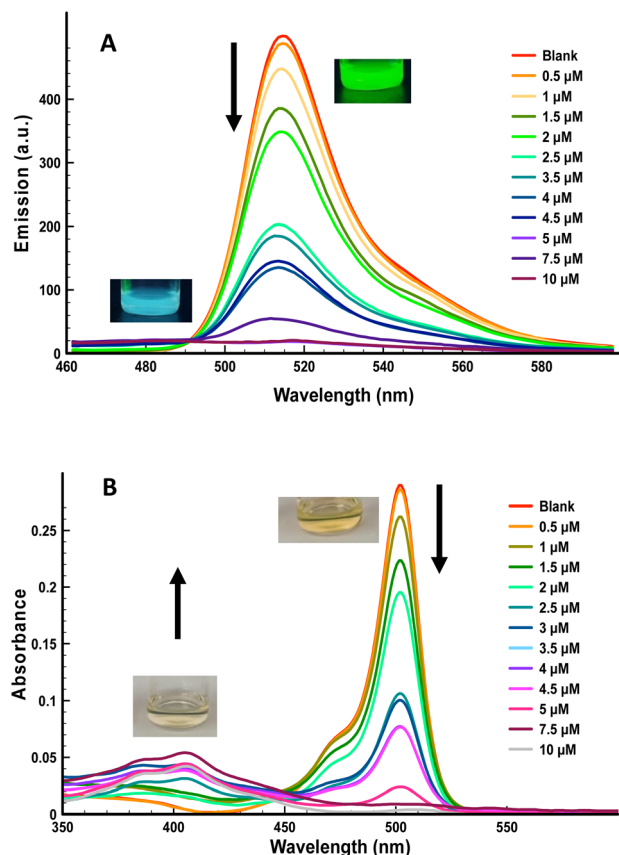 A
Emission (a.u.)
400
300
200
100
0
460
480
500
520
540
560
580
Wavelength (nm)
Blank
0.5 µM
1 µM
1.5 µM
2 µM
2.5 µM
3.5 µM
4 µM
4.5 µM
5 µM
7.5 µM
10 µM
B
Absorbance
0.25
0.2
0.15
0.1
0.05
0
350
400
450
500
550
Wavelength (nm)
Blank
0.5 µM
1 µM
1.5 µM
2 µM
2.5 µM
3 µM
3.5 µM
4 µM
4.5 µM
5 µM
7.5 µM
10 µM